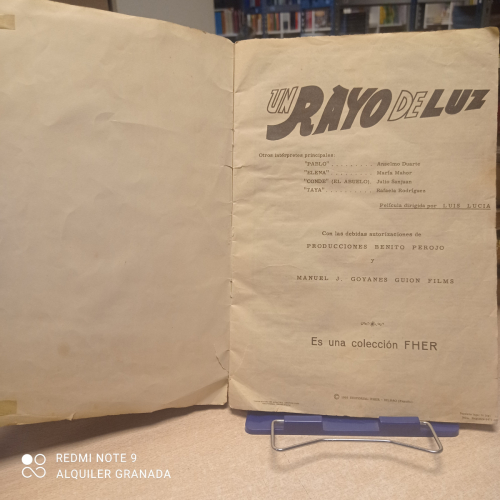 UN RAYO DE LUZ
Otros intérpretes principales:
"PABLO" . . . . . . . . . Anselmo Duarte
"ELENA" . . . . . . . . . María Mahor
"CONDE" (EL ABUELO). Julio Sanjuan
"TATA" . . . . . . . . . . Rafaela Rodríguez
Película dirigida por LUIS LUCIA
Con las debidas autorizaciones de
PRODUCCIONES BENITO PEROJO
Y
MANUEL J. GOYANES GUION FILMS
Es una colección FHER
REDMI NOTE 9
ALQUILER GRANADA